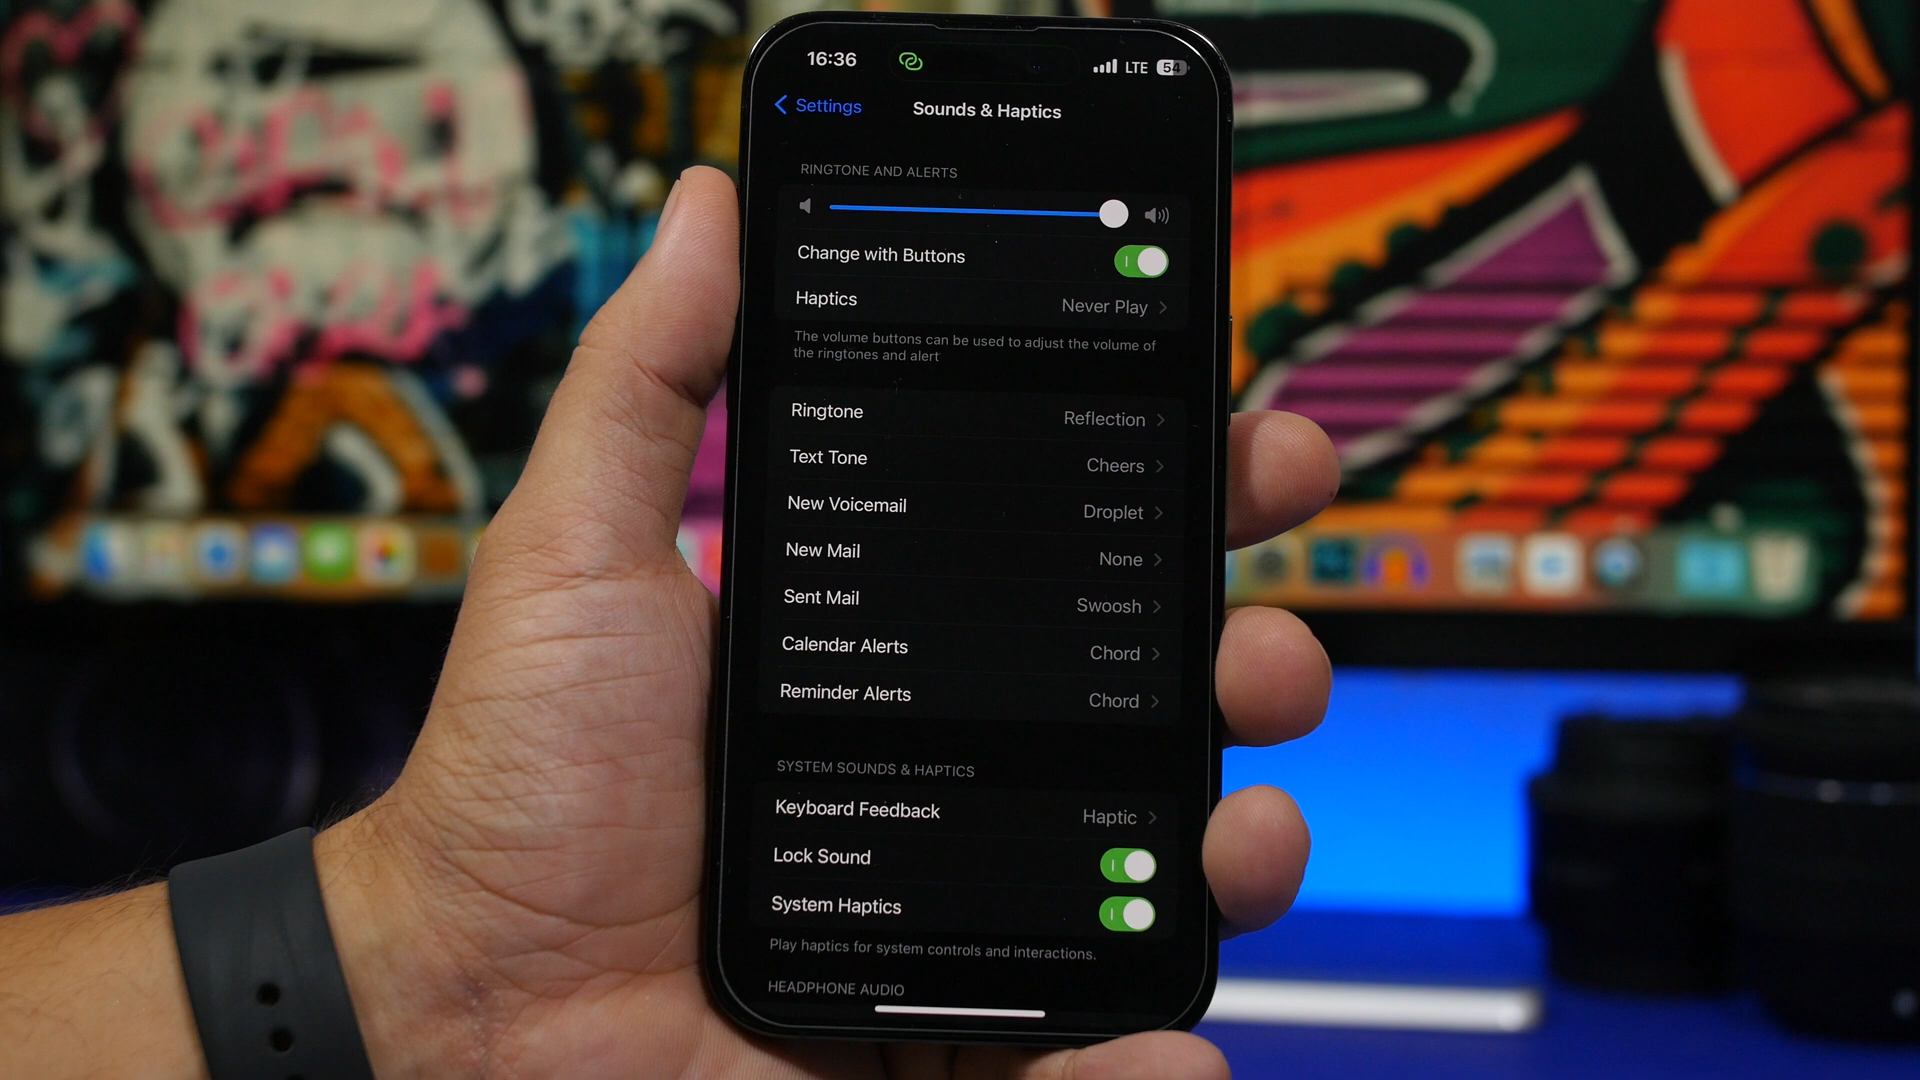 16:36 LTE 54
Settings Sounds & Haptics
RINGTONE AND ALERTS
Change with Buttons
Haptics Never Play
The volume buttons can be used to adjust the volume of
the ringtones and alert
Ringtone Reflection
Text Tone Cheers
New Voicemail Droplet
New Mail None
Sent Mail Swoosh
Calendar Alerts Chord
Reminder Alerts Chord
SYSTEM SOUNDS & HAPTICS
Keyboard Feedback Haptic
Lock Sound
System Haptics
Play haptics for system controls and interactions.
HEADPHONE AUDIO